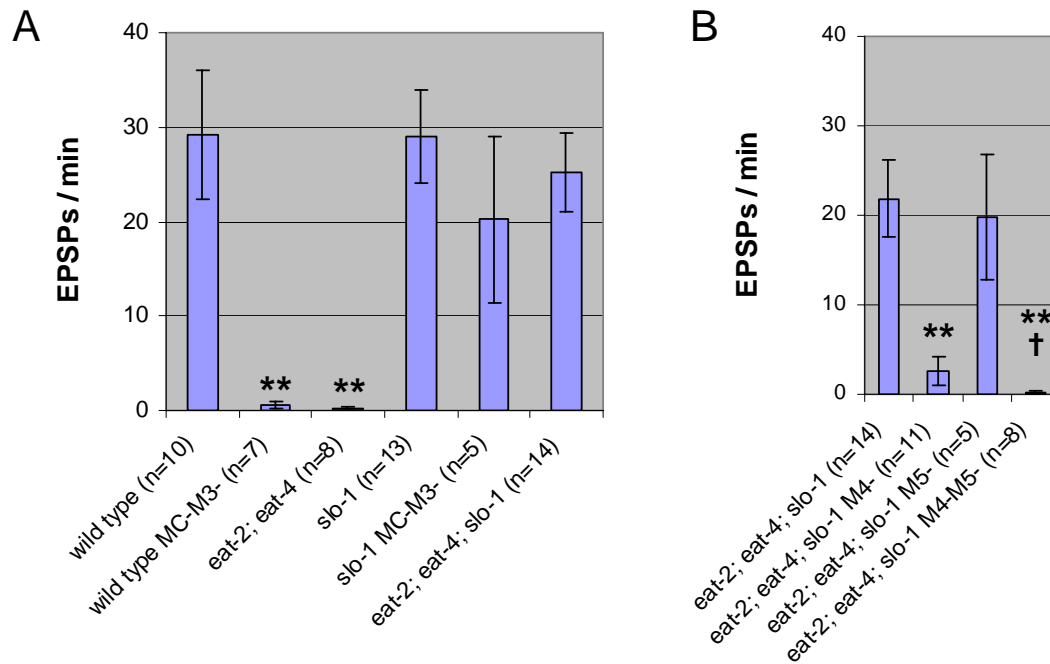 A
EPSPs / min
40
30
20
10
0
** **
wild type (n=10)
wild type MC-M3- (n=7)
eat-2; eat-4 (n=8)
slo-1 (n=13)
slo-1 MC-M3- (n=5)
eat-2; eat-4; slo-1 (n=14)
B
EPSPs / min
40
30
20
10
0
**
**
†
eat-2; eat-4; slo-1 (n=14)
eat-2; eat-4; slo-1 M4- (n=11)
eat-2; eat-4; slo-1 M5- (n=5)
eat-2; eat-4; slo-1 M4-M5- (n=8)